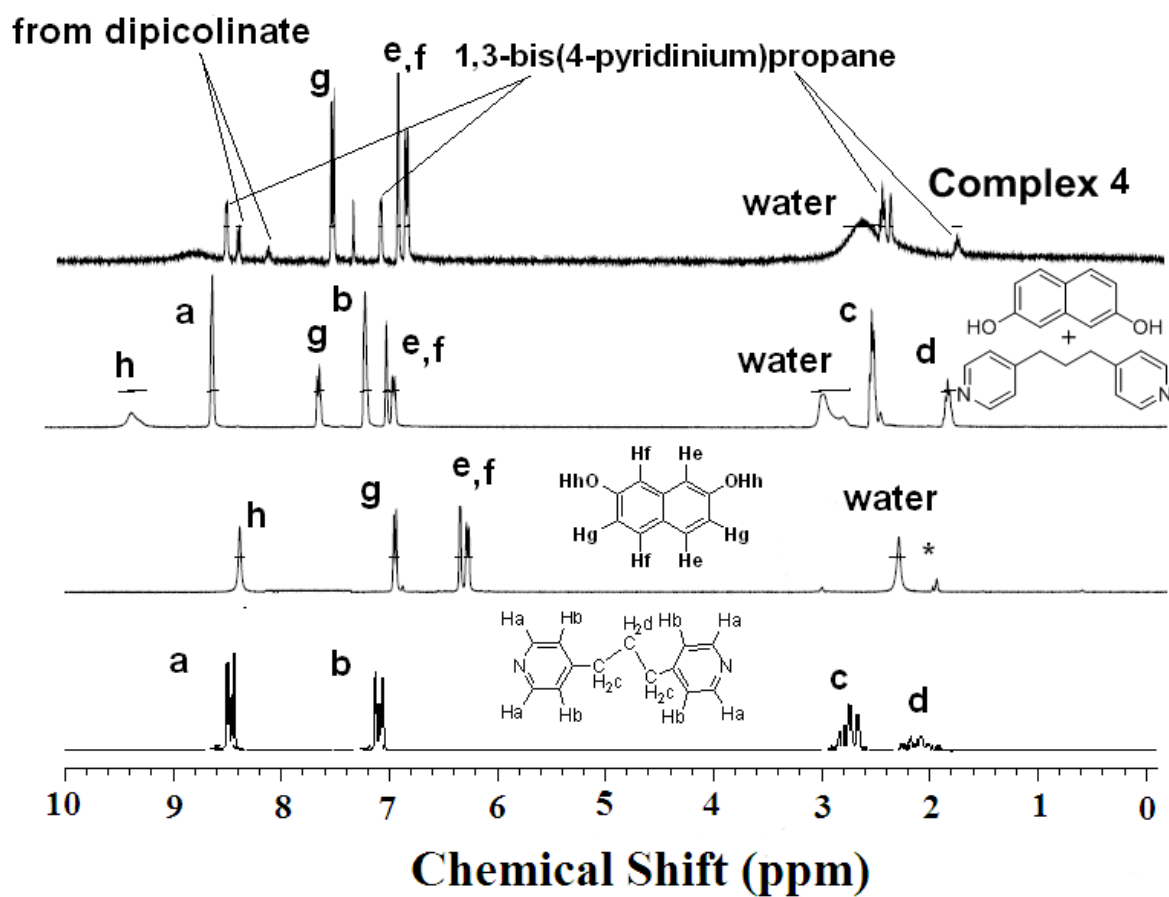 from dipicolinate
e,f
1,3-bis(4-pyridinium)propane
g
water
Complex 4
a
b
c
h
g
e,f
water
d
HO
OH
+
N
N
e,f
g
h
Hf
He
OHh
OHh
Hg
Hg
Hf
He
water
*
a
b
Ha
Hb
H2d
Hb
Ha
N
C
C
C
N
H2c
H2c
Ha
Hb
Hb
Ha
c
d
10
9
8
7
6
5
4
3
2
1
0
Chemical Shift (ppm)